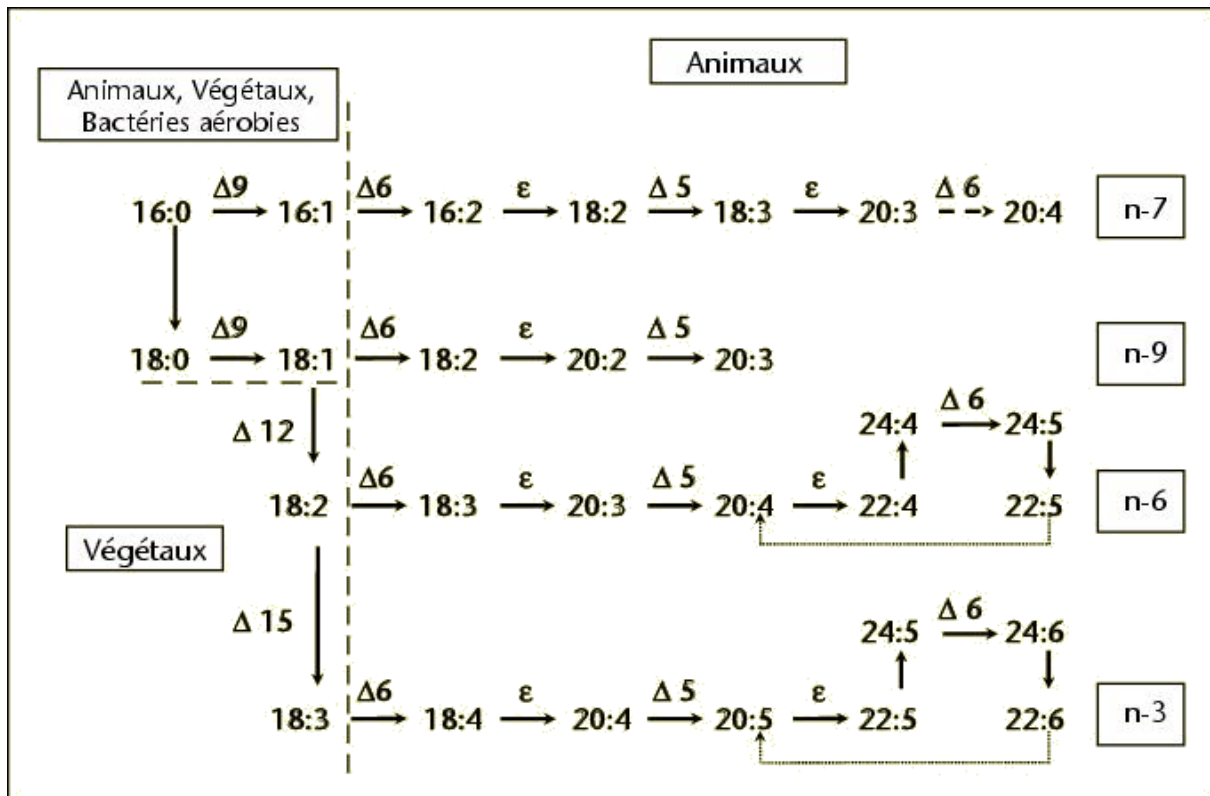 Animaux
Animaux, Végétaux,
Bactéries aérobies
Δ9 Δ6 ε Δ 5 ε Δ 6
16:0 16:1 16:2 18:2 18:3 20:3 20:4 n-7
Δ9 Δ6 ε Δ 5
18:0 18:1 18:2 20:2 20:3 n-9
Δ 6
24:4 24:5
Δ 12
Δ6 ε Δ 5 ε
18:2 18:3 20:3 20:4 22:4 22:5 n-6
Végétaux
Δ 6
Δ 15 24:5 24:6
Δ6 ε Δ 5 ε
18:3 18:4 20:4 20:5 22:5 22:6 n-3